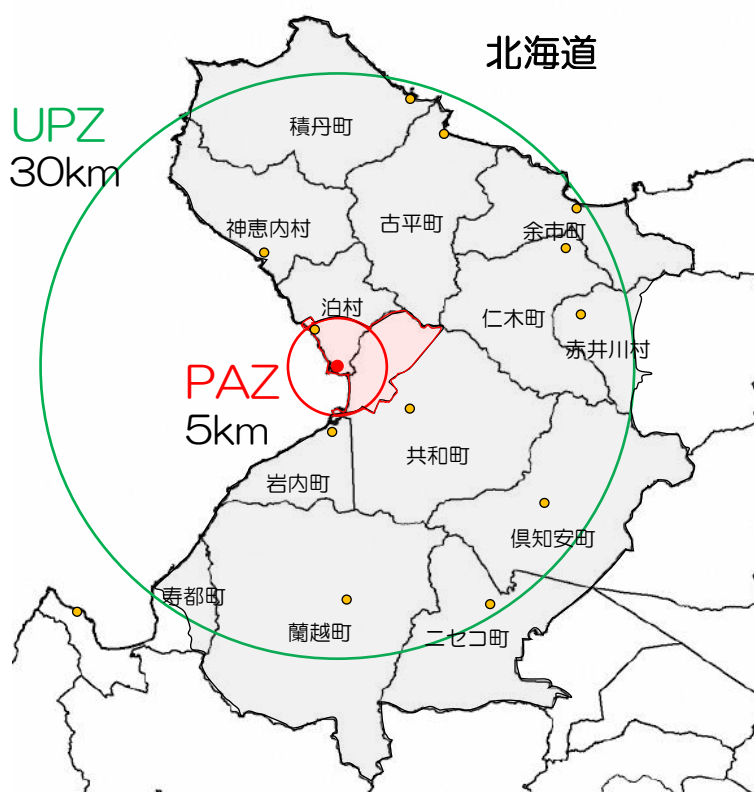 北海道
UPZ
30km
積丹町
神恵内村
古平町
余市町
泊村
仁木町
赤井川村
PAZ
5km
共和町
岩内町
倶知安町
寿都町
蘭越町
ニセコ町